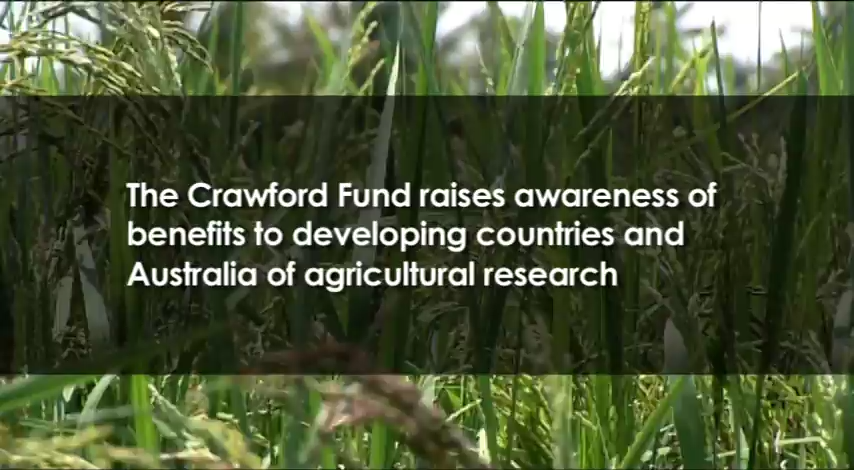 The Crawford Fund raises awareness of
benefits to developing countries and
Australia of agricultural research